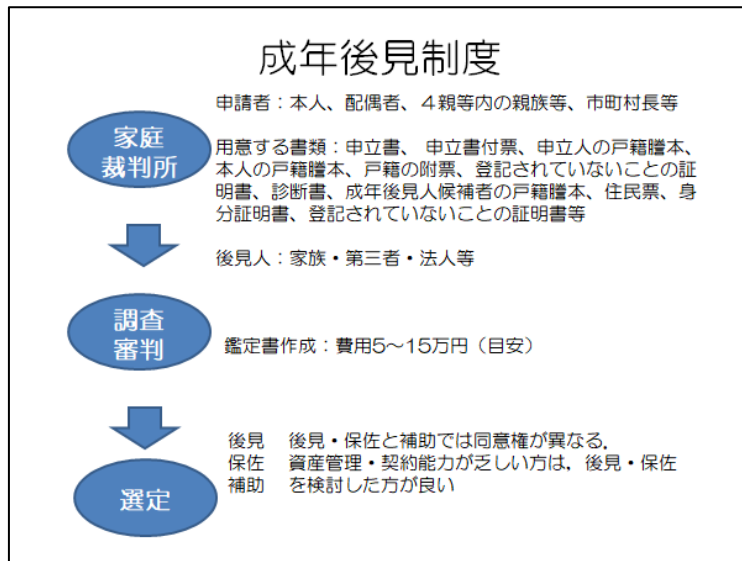 成年後見制度
申請者：本人、配偶者、４親等内の親族等、市町村長等
家庭
裁判所
用意する書類：申立書、 申立書付票、申立人の戸籍謄本、
本人の戸籍謄本、戸籍の附票、登記されていないことの証
明書、診断書、成年後見人候補者の戸籍謄本、住民票、身
分証明書、登記されていないことの証明書等
後見人：家族・第三者・法人等
調査
審判
鑑定書作成：費用5～15万円（目安）
後見　後見・保佐と補助では同意権が異なる．
保佐　資産管理・契約能力が乏しい方は，後見・保佐
補助　を検討した方が良い
選定